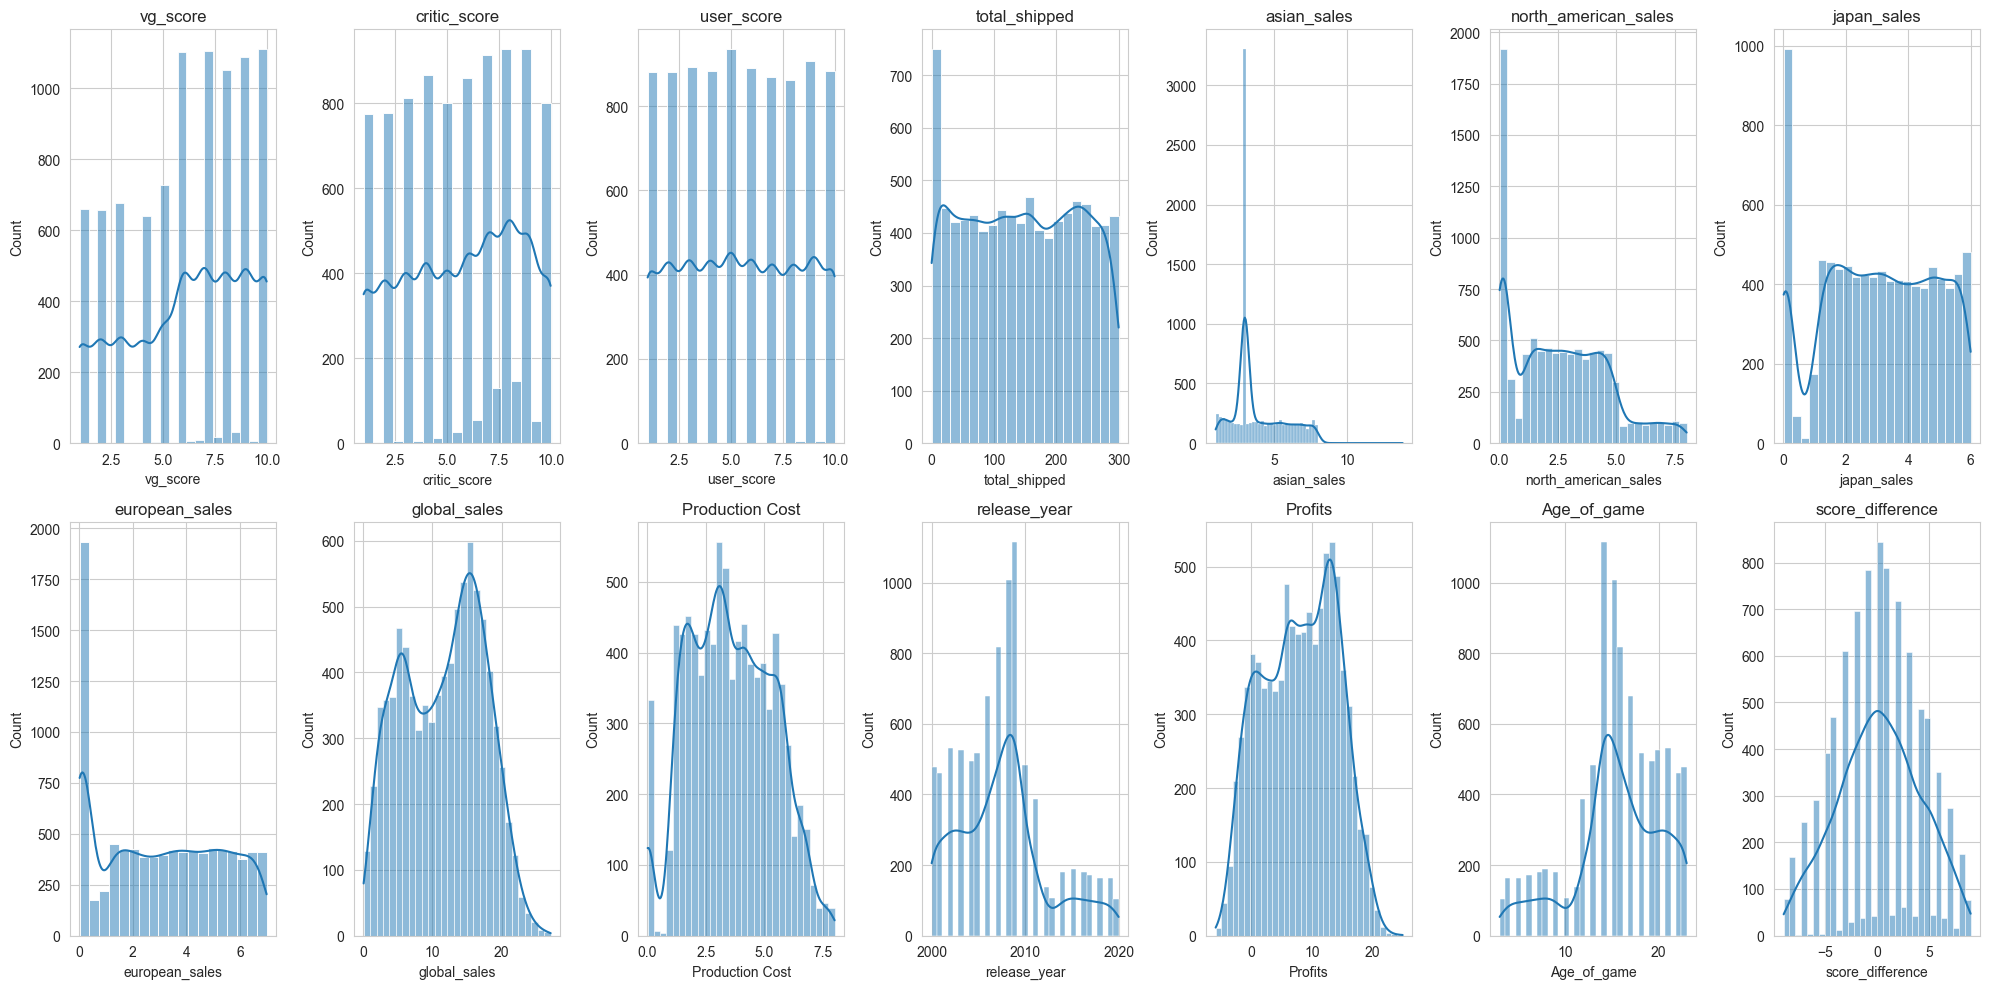 vg_score
Count
1000
800
600
400
200
0
2.5 5.0 7.5 10.0
vg_score
critic_score
Count
800
600
400
200
0
2.5 5.0 7.5 10.0
critic_score
user_score
Count
800
600
400
200
0
2.5 5.0 7.5 10.0
user_score
total_shipped
Count
700
600
500
400
300
200
100
0
0 100 200 300
total_shipped
asian_sales
Count
3000
2500
2000
1500
1000
500
0
5 10
asian_sales
north_american_sales
Count
2000
1750
1500
1250
1000
750
500
250
0
0.0 2.5 5.0 7.5
north_american_sales
japan_sales
Count
1000
800
600
400
200
0
0 2 4 6
japan_sales
european_sales
Count
2000
1750
1500
1250
1000
750
500
250
0
0 2 4 6
european_sales
global_sales
Count
600
500
400
300
200
100
0
0 10 20
global_sales
Production Cost
Count
500
400
300
200
100
0
0.0 2.5 5.0 7.5
Production Cost
release_year
Count
1000
800
600
400
200
0
2000 2010 2020
release_year
Profits
Count
500
400
300
200
100
0
0 10 20
Profits
Age_of_game
Count
1000
800
600
400
200
0
10 20
Age_of_game
score_difference
Count
800
700
600
500
400
300
200
100
0
−5 0 5
score_difference